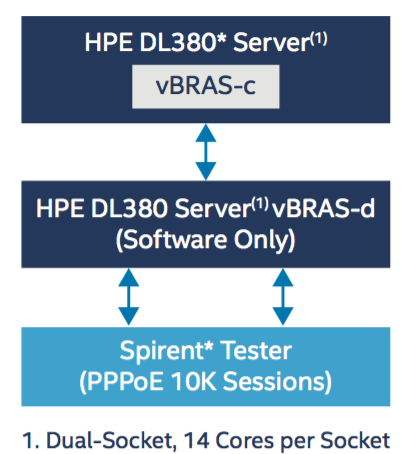 HPE DL380* Server(1)
vBRAS-c
HPE DL380 Server(1) vBRAS-d
(Software Only)
Spirent* Tester
(PPPoE 10K Sessions)
1. Dual-Socket, 14 Cores per Socket